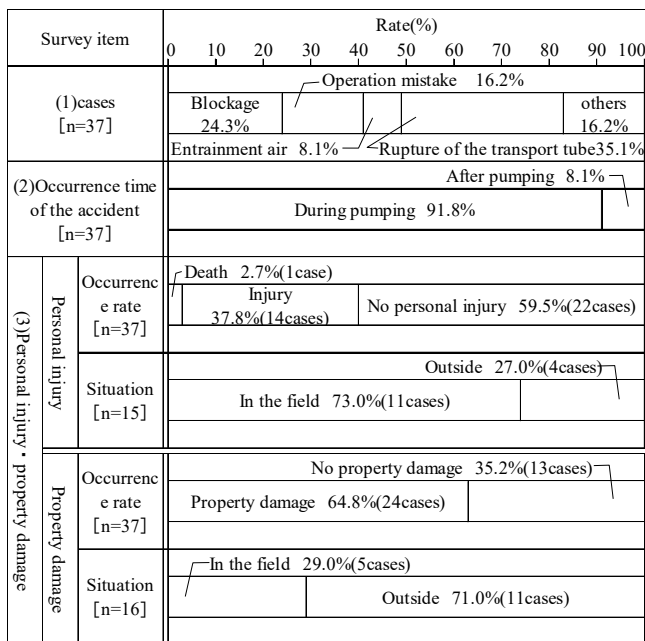 Survey item
Rate(%)
0 10 20 30 40 50 60 70 80 90 100
(1)cases
[n=37]
Operation mistake 16.2%
Blockage
24.3%
others
16.2%
Entrainment air 8.1%
Rupture of the transport tube35.1%
(2)Occurrence time
of the accident
[n=37]
After pumping 8.1%
During pumping 91.8%
(3)Personal injury・property damage
Personal injury
Occurrenc
e rate
[n=37]
Death 2.7%(1case)
Injury
37.8%(14cases)
No personal injury 59.5%(22cases)
Situation
[n=15]
Outside 27.0%(4cases)
In the field 73.0%(11cases)
Property damage
Occurrenc
e rate
[n=37]
No property damage 35.2%(13cases)
Property damage 64.8%(24cases)
Situation
[n=16]
In the field 29.0%(5cases)
Outside 71.0%(11cases)